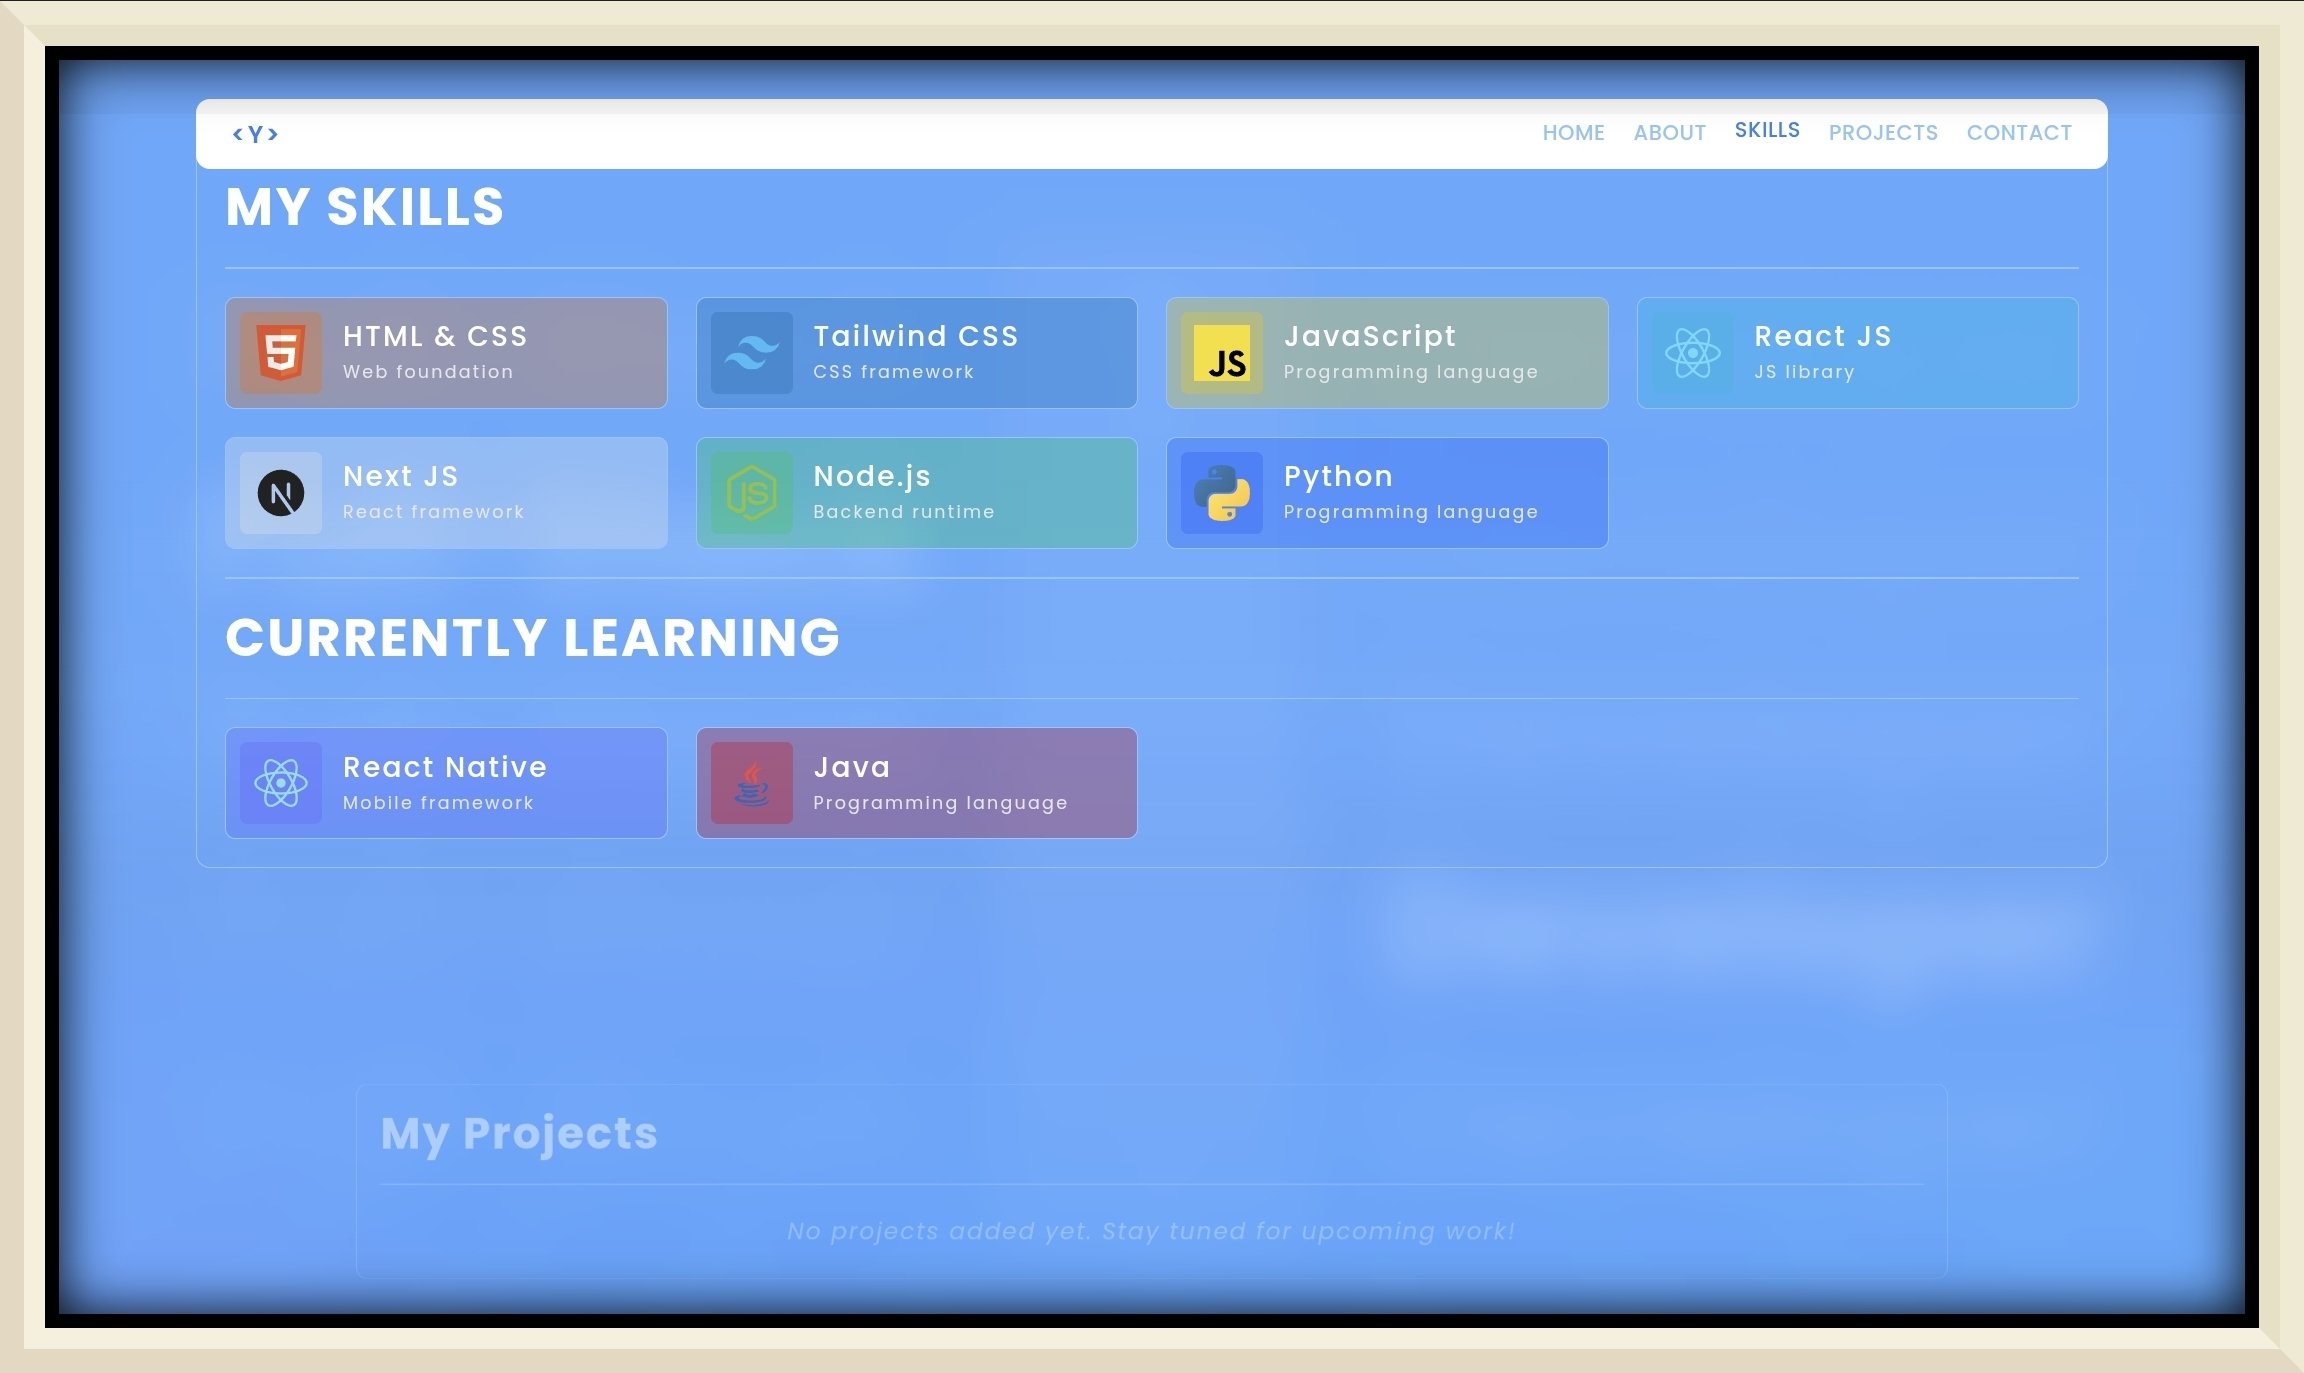 <Y>
HOME ABOUT SKILLS PROJECTS CONTACT
MY SKILLS
HTML & CSS
Web foundation
Tailwind CSS
CSS framework
JS
JavaScript
Programming language
React JS
JS library
N
Next JS
React framework
JS
Node.js
Backend runtime
Python
Programming language
CURRENTLY LEARNING
React Native
Mobile framework
Java
Programming language
My Projects
No projects added yet. Stay tuned for upcoming work!